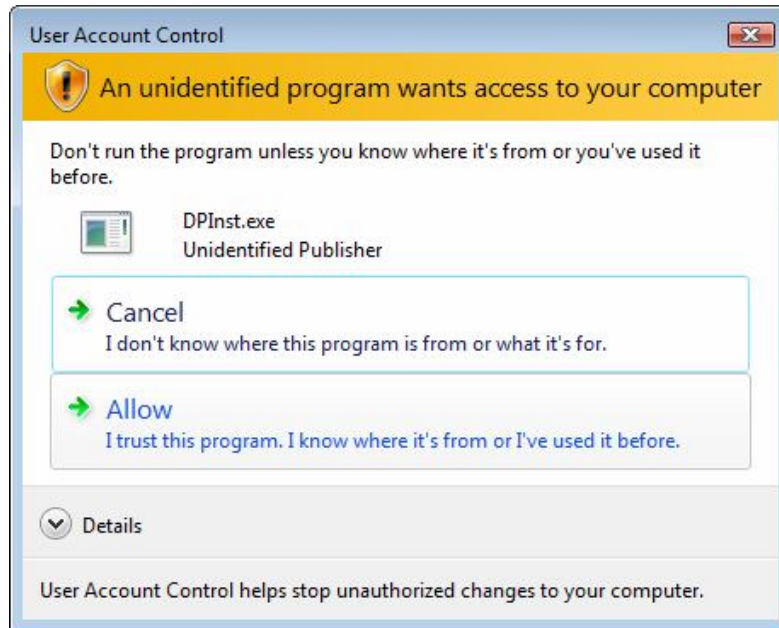 User Account Control
An unidentified program wants access to your computer
Don't run the program unless you know where it's from or you've used it
before.
DPInst.exe
Unidentified Publisher
Cancel
I don't know where this program is from or what it's for.
Allow
I trust this program. I know where it's from or I've used it before.
Details
User Account Control helps stop unauthorized changes to your computer.